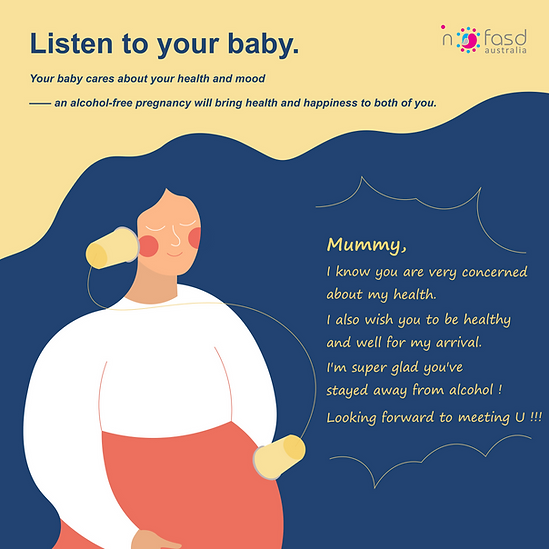 Listen to your baby.
nofasd
australia
Your baby cares about your health and mood
—— an alcohol-free pregnancy will bring health and happiness to both of you.
Mummy,
I know you are very concerned
about my health.
I also wish you to be healthy
and well for my arrival.
I'm super glad you've
stayed away from alcohol !
Looking forward to meeting U !!!